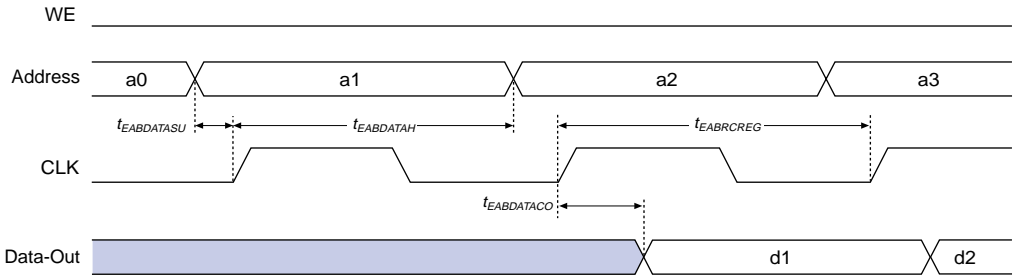 WE
Address a0 a1 a2 a3
tEABDATASU tEABDATAH tEABRCREG
CLK
tEABDATACO
Data-Out d1 d2